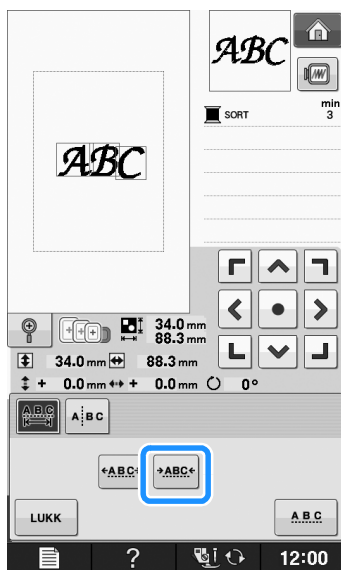 ABC
ABC
SORT
min
3
34.0 mm
88.3 mm
34.0 mm
88.3 mm
+ 0.0 mm + 0.0 mm 0°
ABC
A BC
ABC
ABC
LUKK
ABC
? 12:00